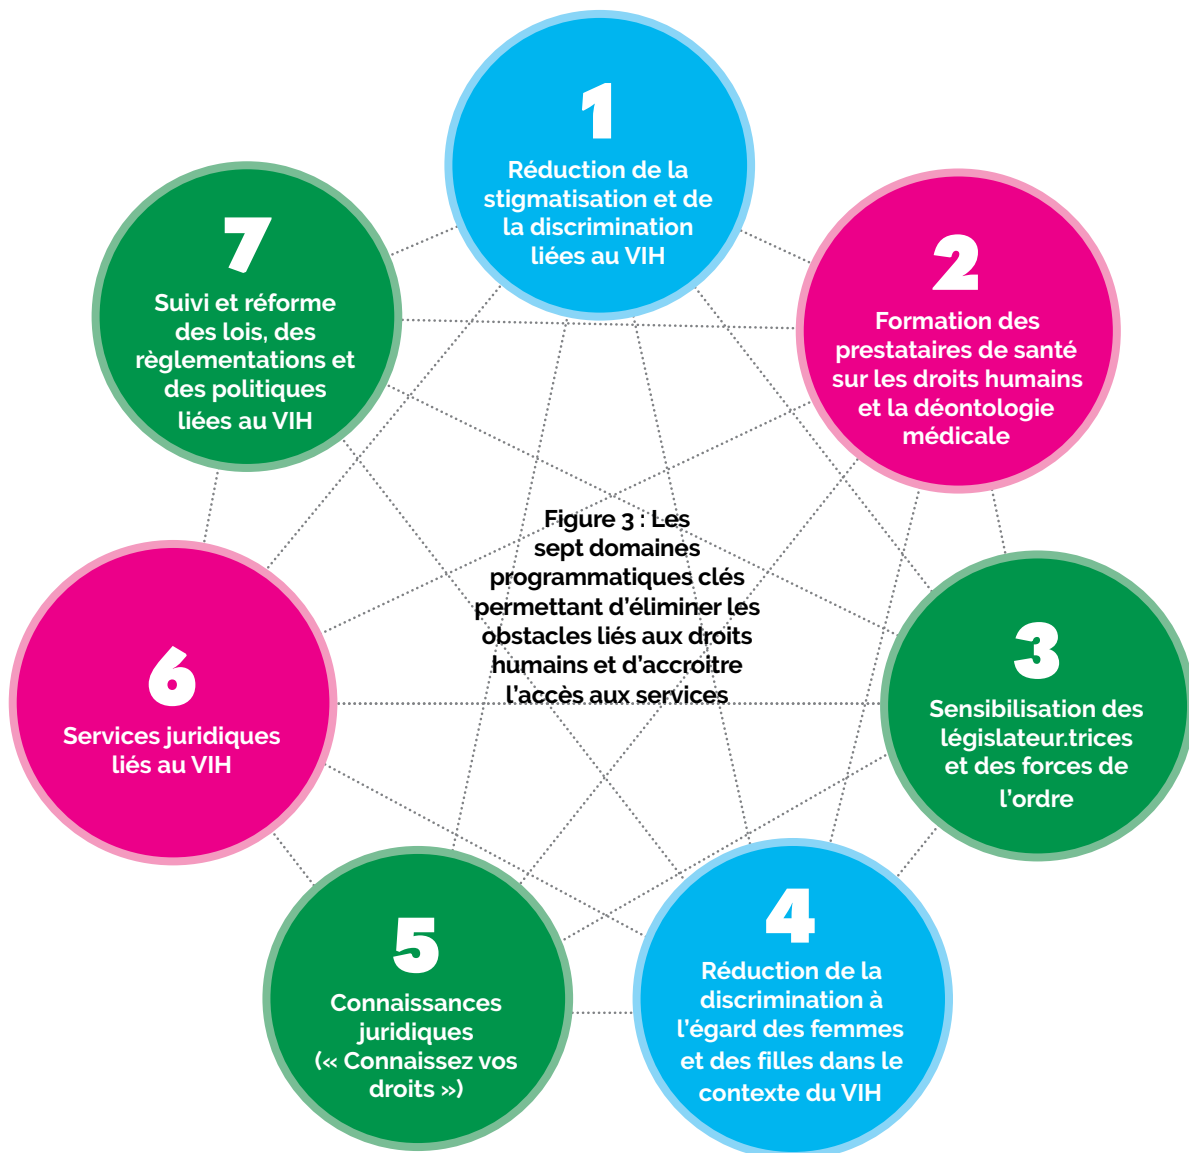 1
Réduction de la
stigmatisation et de
la discrimination
liées au VIH
2
Formation des
prestataires de santé
sur les droits humains
et la déontologie
médicale
3
Sensibilisation des
législateur.trices
et des forces de
l'ordre
4
Réduction de la
discrimination à
l'égard des femmes
et des filles dans le
contexte du VIH
5
Connaissances
juridiques
(« Connaissez vos
droits »)
6
Services juridiques
liés au VIH
7
Suivi et réforme
des lois, des
règlementations et
des politiques
liées au VIH
Figure 3 : Les
sept domaines
programmatiques clés
permettant d'éliminer les
obstacles liés aux droits
humains et d'accroitre
l'accès aux services